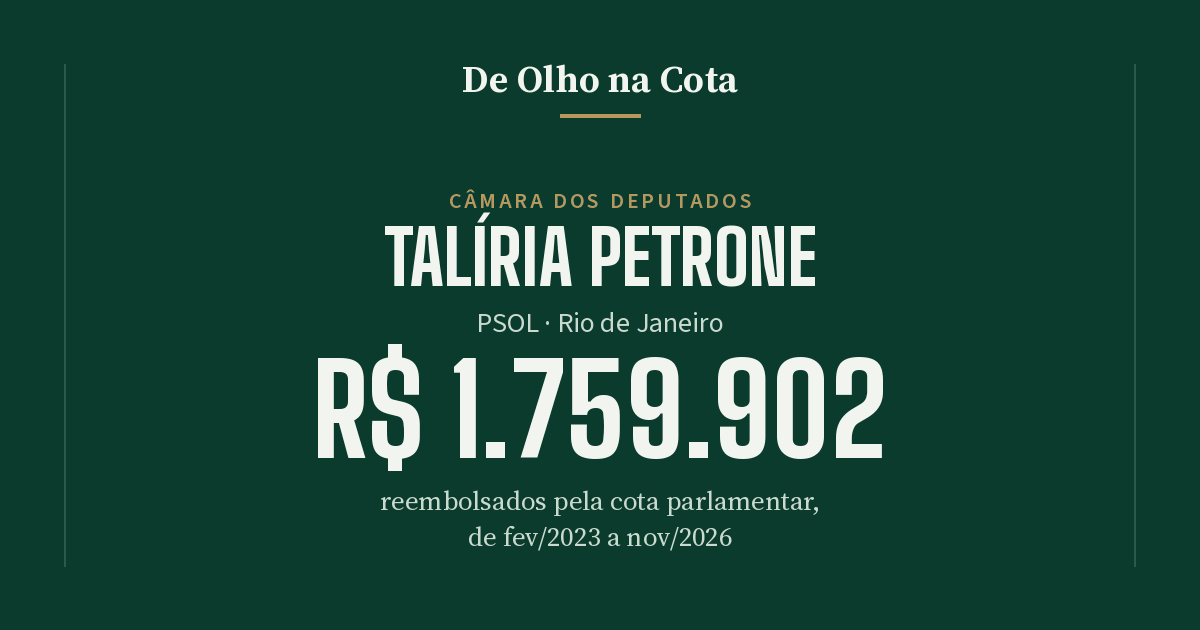 De Olho na Cota
CÂMARA DOS DEPUTADOS
TALÍRIA PETRONE
PSOL · Rio de Janeiro
R$ 1.759.902
reembolsados pela cota parlamentar,
de fev/2023 a nov/2026